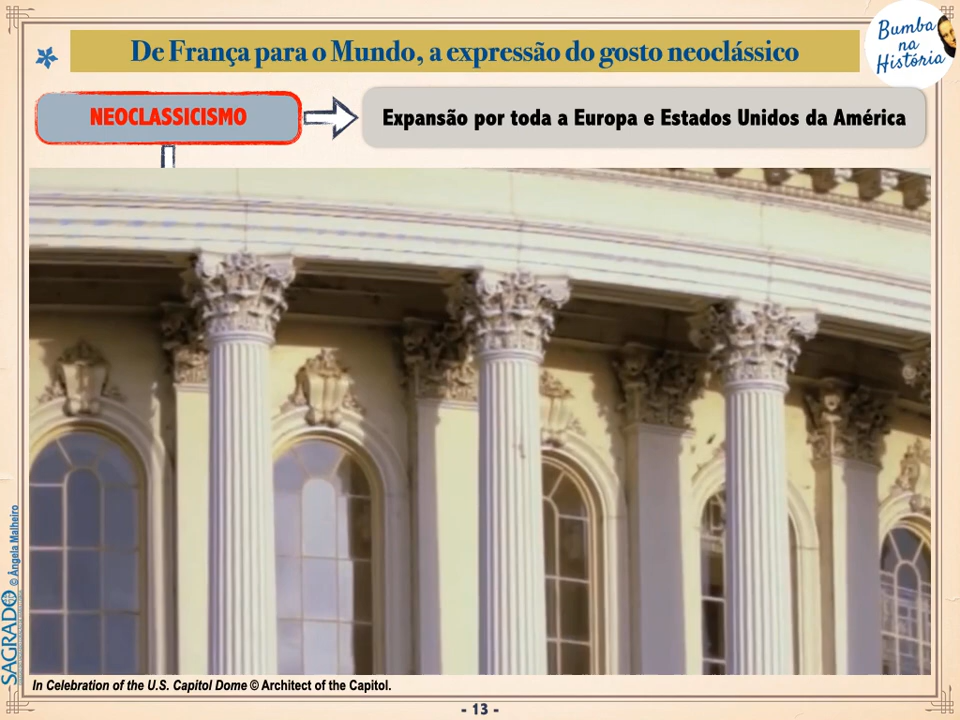 De França para o Mundo, a expressão do gosto neoclássico
Bumba
na
História
NEOCLASSICISMO
Expansão por toda a Europa e Estados Unidos da América
SAGRADO
© Ângela Malheiro
In Celebration of the U.S. Capitol Dome © Architect of the Capitol.
- 13 -